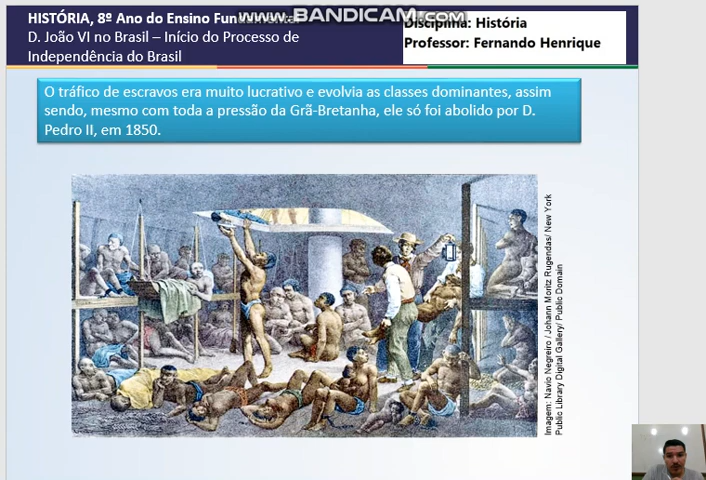 www.BANDICAM.com
HISTÓRIA, 8º Ano do Ensino Fundamental
D. João VI no Brasil – Início do Processo de
Independência do Brasil
Disciplina: História
Professor: Fernando Henrique
O tráfico de escravos era muito lucrativo e evolvia as classes dominantes, assim
sendo, mesmo com toda a pressão da Grã-Bretanha, ele só foi abolido por D.
Pedro II, em 1850.
Imagem: Navio Negreiro / Johann Moritz Rugendas/ New York
Public Library Digital Gallery/ Public Domain